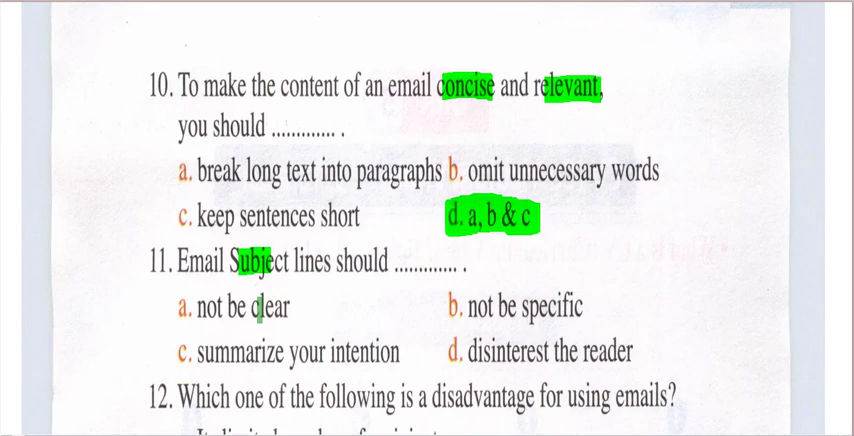 10. To make the content of an email concise and relevant,
you should ............. .
a. break long text into paragraphs b. omit unnecessary words
c. keep sentences short d. a, b & c
11. Email Subject lines should ............. .
a. not be clear b. not be specific
c. summarize your intention d. disinterest the reader
12. Which one of the following is a disadvantage for using emails?